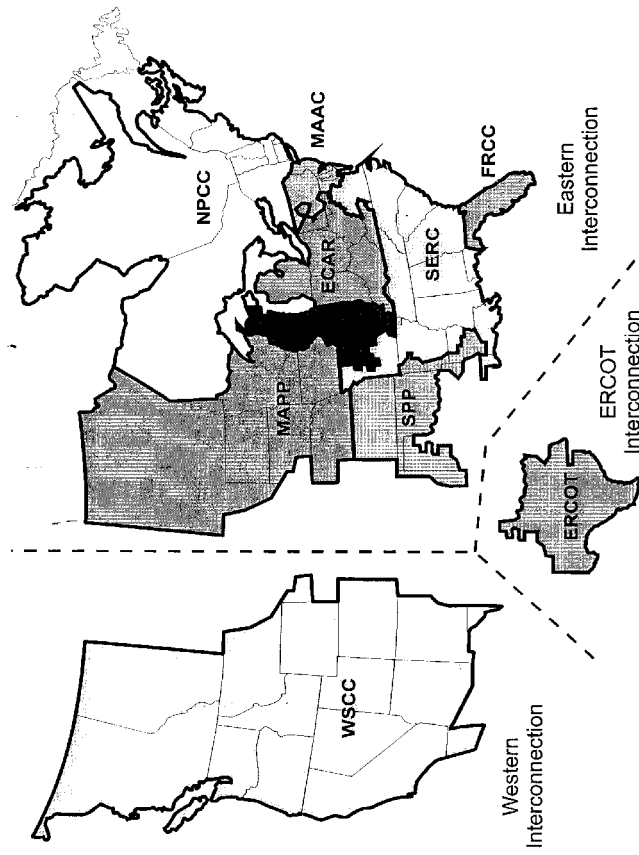 NPCC
MAAC
ECAR
MAPP
SERC
FRCC
SPP
WSCC
ERCOT
Western
Interconnection
ERCOT
Interconnection
Eastern
Interconnection